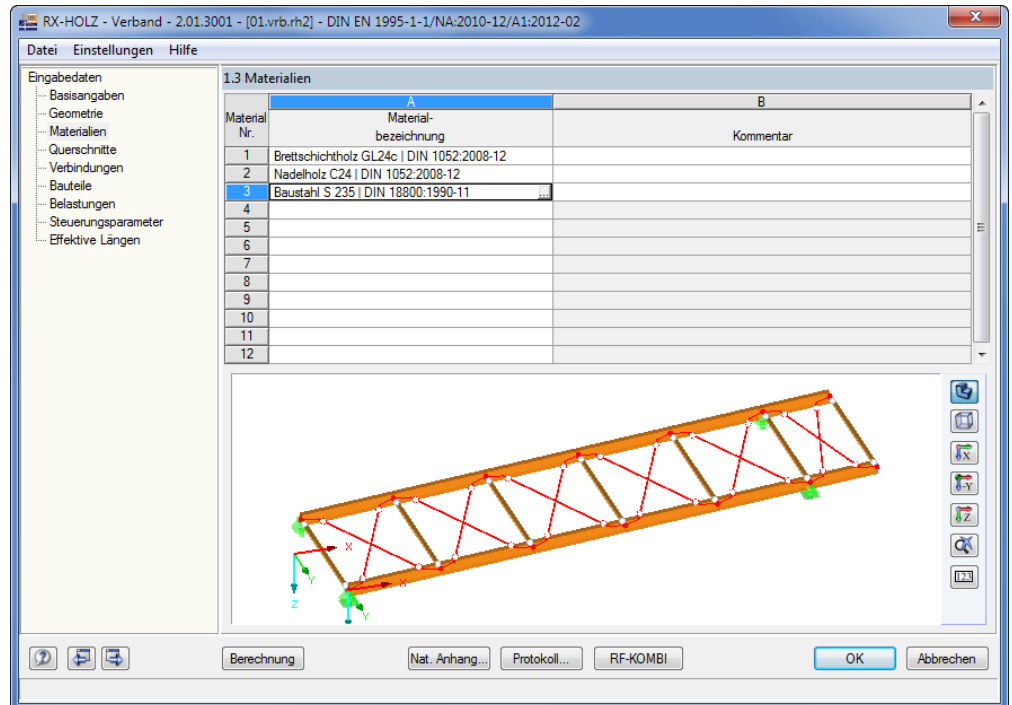 RX-HOLZ - Verband - 2.01.3001 - [01.vrb.rh2] - DIN EN 1995-1-1/NA:2010-12/A1:2012-02
Datei Einstellungen Hilfe
Eingabedaten
Basisangaben
Geometrie
Materialien
Querschnitte
Verbindungen
Bauteile
Belastungen
Steuerungsparameter
Effektive Längen
1.3 Materialien
A B
Material Nr.
Material-
bezeichnung
Kommentar
1 Brettschichtholz GL24c | DIN 1052:2008-12
2 Nadelholz C24 | DIN 1052:2008-12
3 Baustahl S 235 | DIN 18800:1990-11 ...
4
5
6
7
8
9
10
11
12
X
Y
Z
X
Y
X
-Y
Z
123
Berechnung Nat. Anhang... Protokoll... RF-KOMBI OK Abbrechen